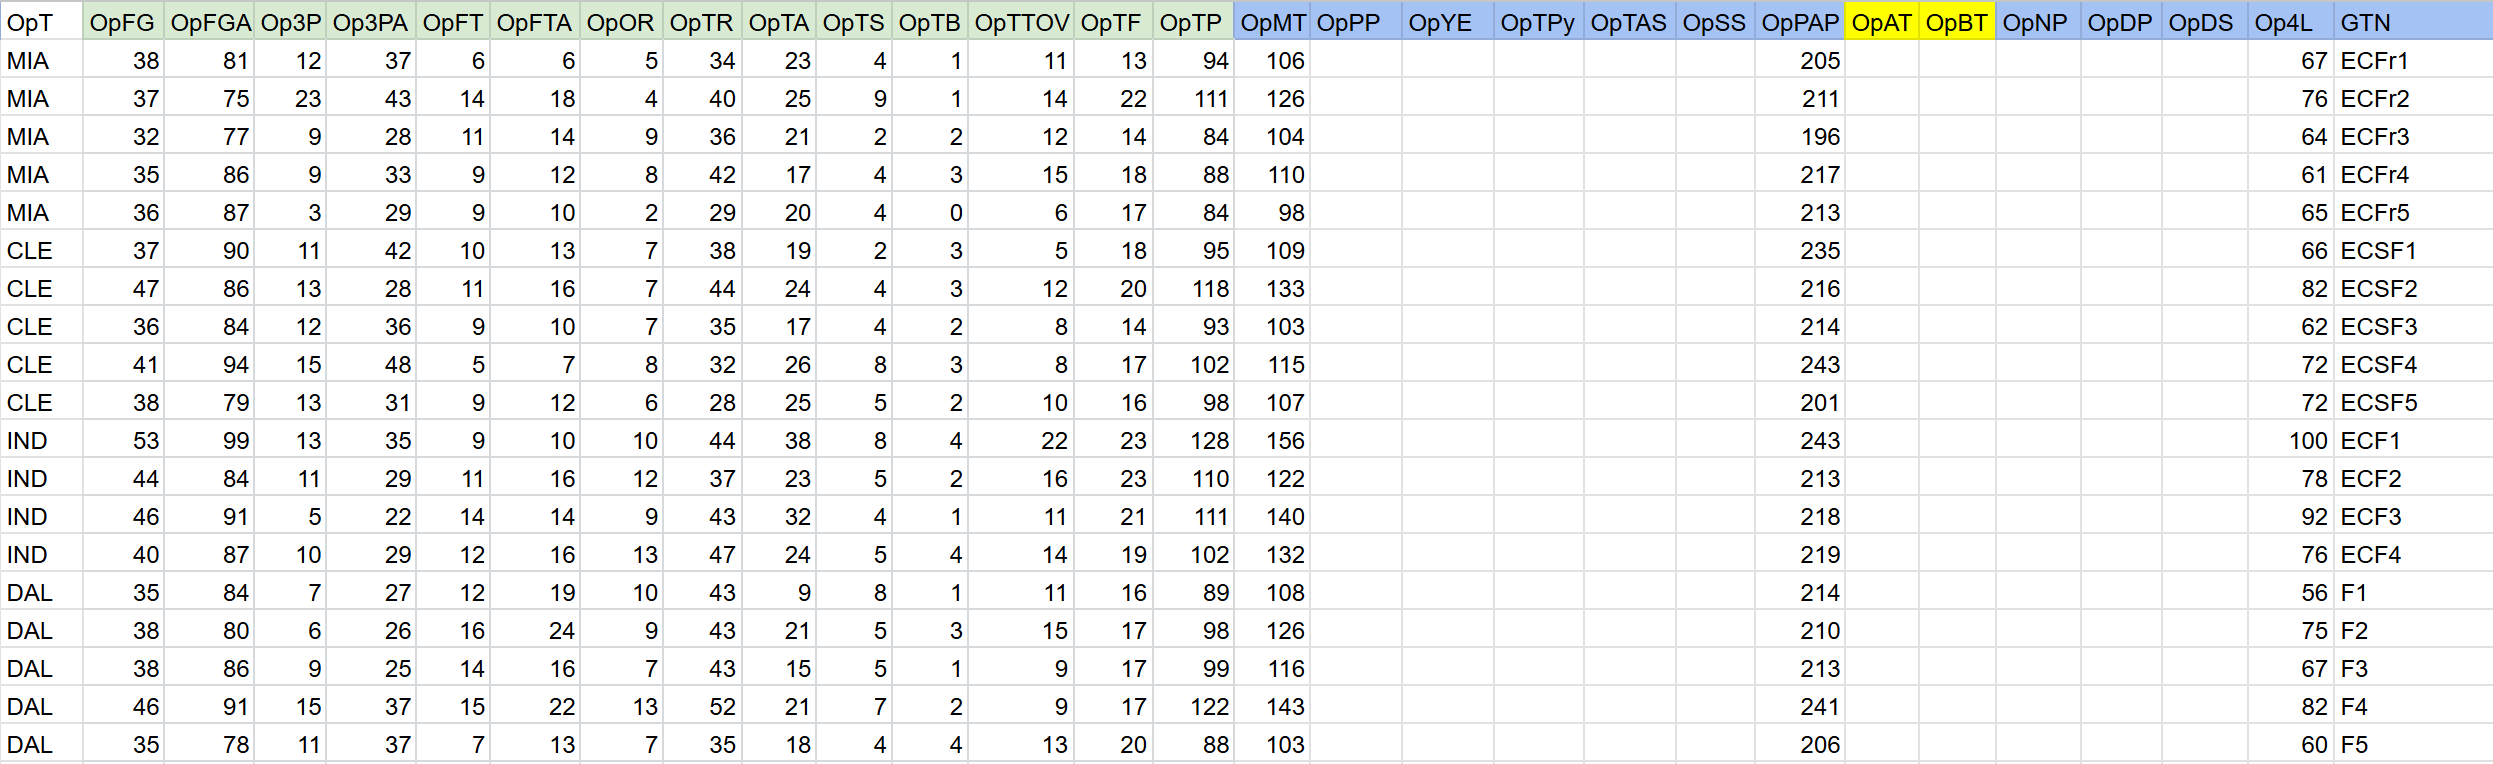 OpT OpFG OpFGA Op3P Op3PA OpFT OpFTA OpOR OpTR OpTA OpTS OpTB OpTTOV OpTF OpTP OpMT OpPP OpYE OpTPy OpTAS OpSS OpPAP OpAT OpBT OpNP OpDP OpDS Op4L GTN
MIA 38 81 12 37 6 6 5 34 23 4 1 11 13 94 106 205 67 ECFr1
MIA 37 75 23 43 14 18 4 40 25 9 1 14 22 111 126 211 76 ECFr2
MIA 32 77 9 28 11 14 9 36 21 2 2 12 14 84 104 196 64 ECFr3
MIA 35 86 9 33 9 12 8 42 17 4 3 15 18 88 110 217 61 ECFr4
MIA 36 87 3 29 9 10 2 29 20 4 0 6 17 84 98 213 65 ECFr5
CLE 37 90 11 42 10 13 7 38 19 2 3 5 18 95 109 235 66 ECSF1
CLE 47 86 13 28 11 16 7 44 24 4 3 12 20 118 133 216 82 ECSF2
CLE 36 84 12 36 9 10 7 35 17 4 2 8 14 93 103 214 62 ECSF3
CLE 41 94 15 48 5 7 8 32 26 8 3 8 17 102 115 243 72 ECSF4
CLE 38 79 13 31 9 12 6 28 25 5 2 10 16 98 107 201 72 ECSF5
IND 53 99 13 35 9 10 10 44 38 8 4 22 23 128 156 243 100 ECF1
IND 44 84 11 29 11 16 12 37 23 5 2 16 23 110 122 213 78 ECF2
IND 46 91 5 22 14 14 9 43 32 4 1 11 21 111 140 218 92 ECF3
IND 40 87 10 29 12 16 13 47 24 5 4 14 19 102 132 219 76 ECF4
DAL 35 84 7 27 12 19 10 43 9 8 1 11 16 89 108 214 56 F1
DAL 38 80 6 26 16 24 9 43 21 5 3 15 17 98 126 210 75 F2
DAL 38 86 9 25 14 16 7 43 15 5 1 9 17 99 116 213 67 F3
DAL 46 91 15 37 15 22 13 52 21 7 2 9 17 122 143 241 82 F4
DAL 35 78 11 37 7 13 7 35 18 4 4 13 20 88 103 206 60 F5